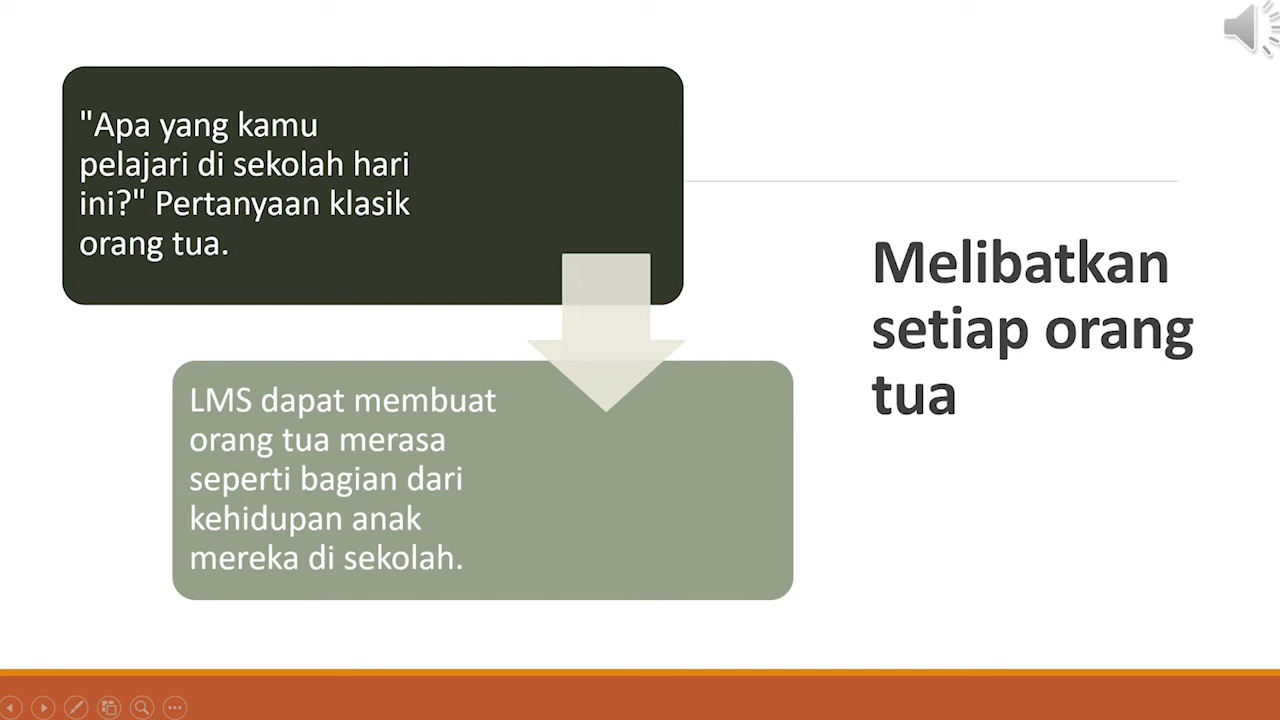 "Apa yang kamu
pelajari di sekolah hari
ini?" Pertanyaan klasik
orang tua.
LMS dapat membuat
orang tua merasa
seperti bagian dari
kehidupan anak
mereka di sekolah.
Melibatkan
setiap orang
tua